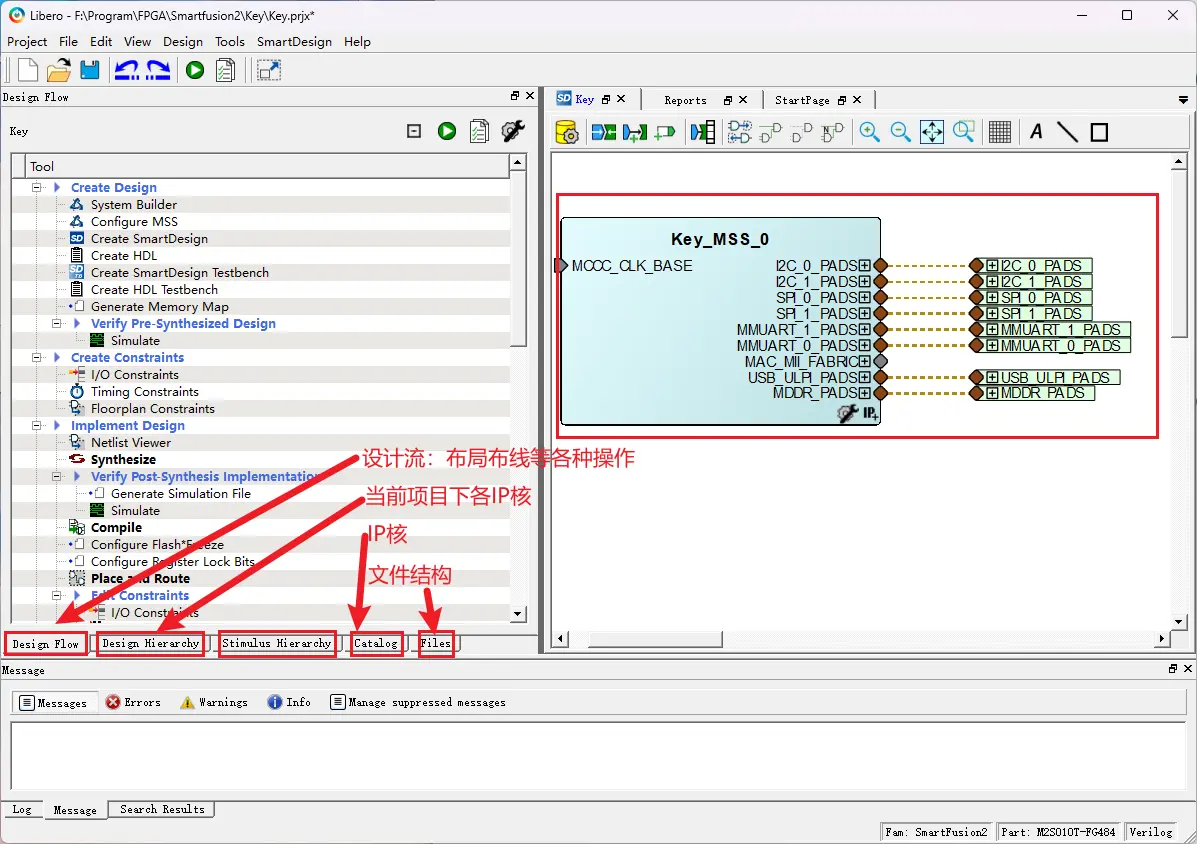 Libero - F:\Program\FPGA\Smartfusion2\Key\Key.prjx*
Project File Edit View Design Tools SmartDesign Help
Design Flow
Key
Tool
Create Design
System Builder
Configure MSS
SD Create SmartDesign
Create HDL
Create SmartDesign Testbench
Create HDL Testbench
Generate Memory Map
Verify Pre-Synthesized Design
Simulate
Create Constraints
I/O Constraints
Timing Constraints
Floorplan Constraints
Implement Design
Netlist Viewer
Synthesize
Verify Post-Synthesis Implementation
Generate Simulation File
Simulate
Compile
Configure Flash*Freeze
Configure Register Lock Bits
Place and Route
Edit Constraints
I/O Constraints
设计流：布局布线等各种操作
当前项目下各IP核
IP核
文件结构
Design Flow Design Hierarchy Stimulus Hierarchy Catalog Files
SD Key Reports StartPage
A
Key_MSS_0
MCCC_CLK_BASE
I2C_0_PADS I2C_0_PADS
I2C_1_PADS I2C_1_PADS
SPI_0_PADS SPI_0_PADS
SPI_1_PADS SPI_1_PADS
MMUART_1_PADS MMUART_1_PADS
MMUART_0_PADS MMUART_0_PADS
MAC_MII_FABRIC
USB_ULPI_PADS USB_ULPI_PADS
MDDR_PADS MDDR_PADS
IP+
Message
Messages Errors Warnings Info Manage suppressed messages
Log Message Search Results
Fam: SmartFusion2 Part: M2S010T-FG484 Verilog